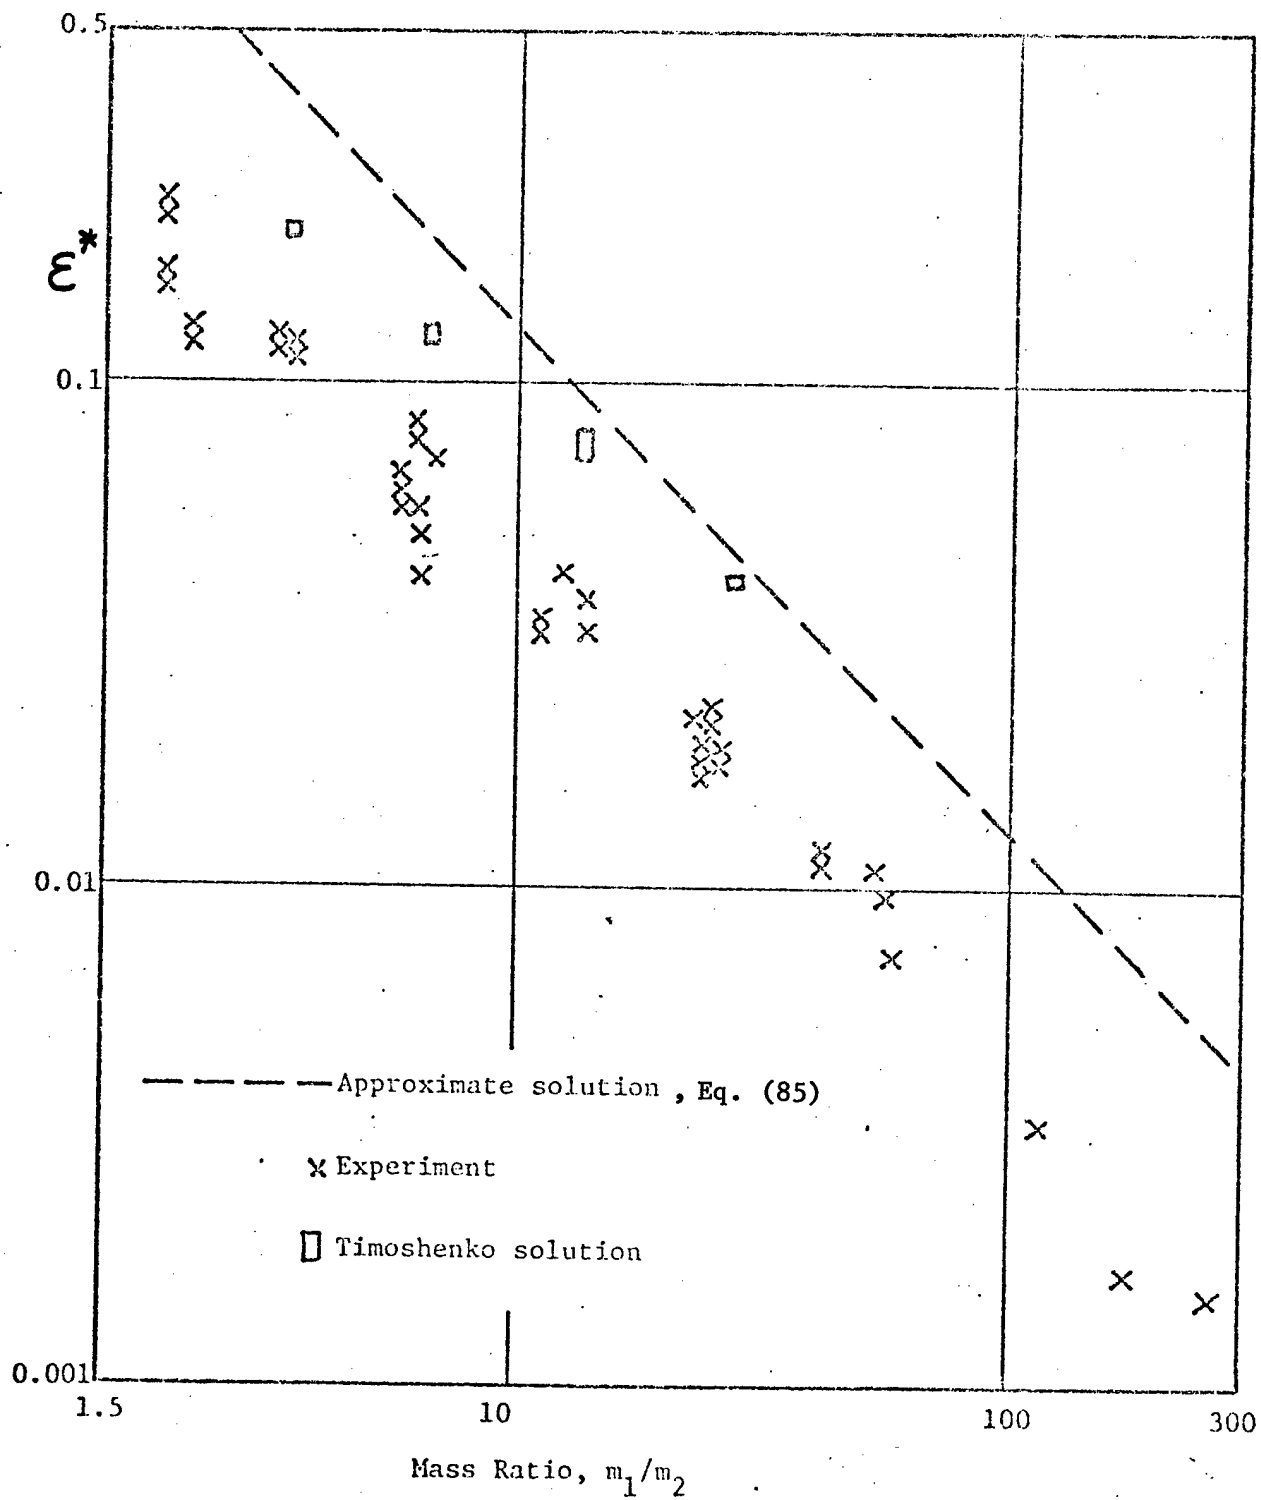 0.5
ε*
0.1
0.01
Approximate solution , Eq. (85)
x Experiment
Timoshenko solution
0.001
1.5 10 100 300
Mass Ratio, m₁/m₂